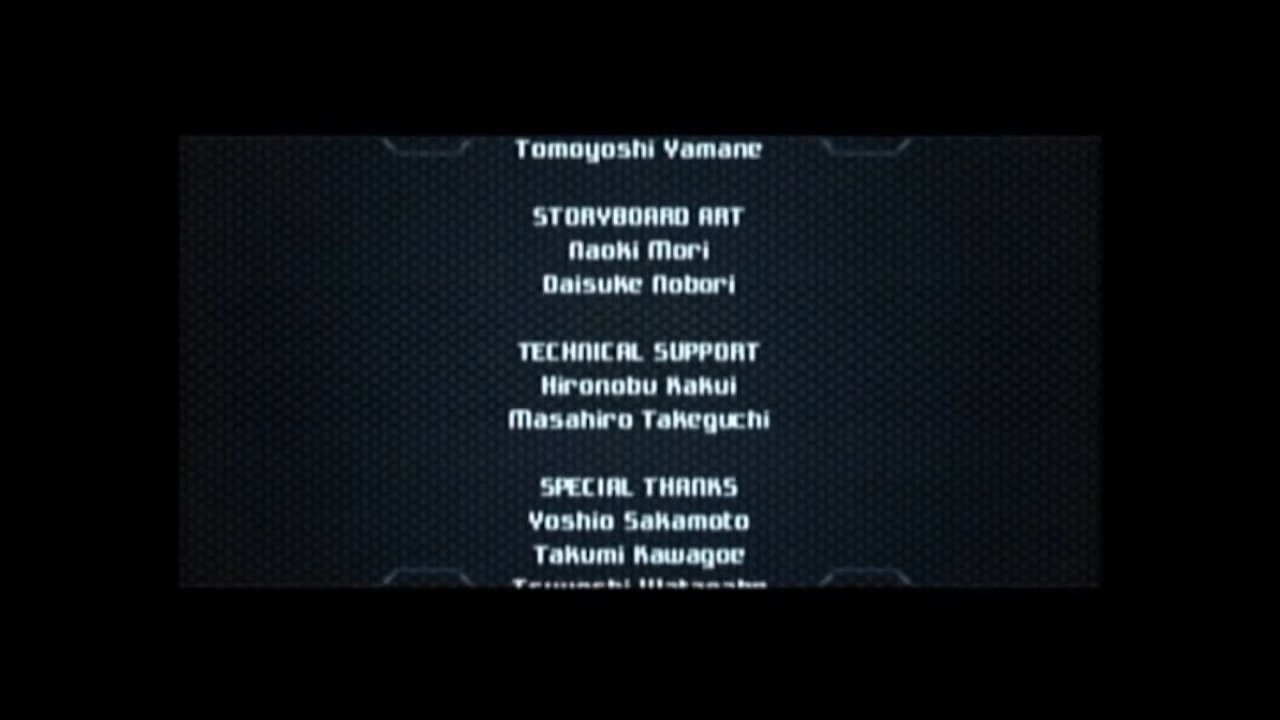 Tomoyoshi Yamane
STORYBOARD ART
Naoki Mori
Daisuke Nobori
TECHNICAL SUPPORT
Hironobu Kakui
Masahiro Takeguchi
SPECIAL THANKS
Yoshio Sakamoto
Takumi Kawagoe